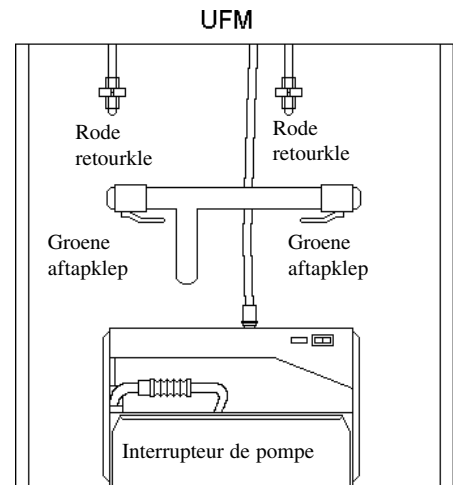 UFM
Rode
retourkle
Rode
retourkle
Groene
aftapklep
Groene
aftapklep
Interrupteur de pompe